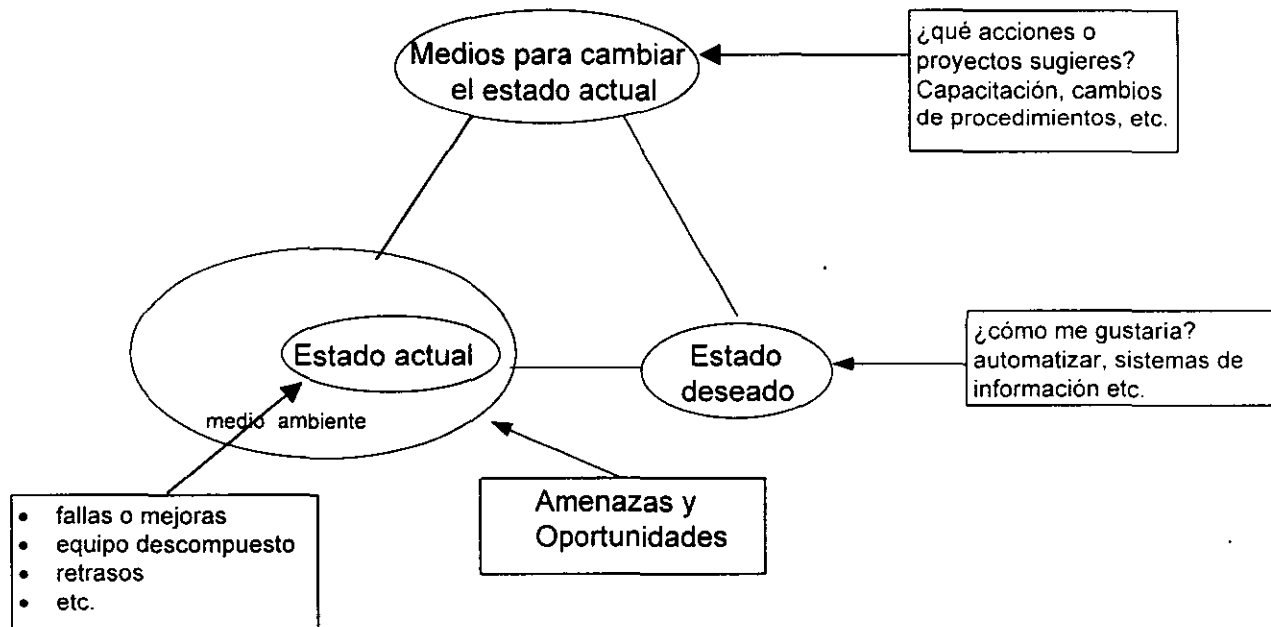 Medios para cambiar
el estado actual
¿qué acciones o
proyectos sugieres?
Capacitación, cambios
de procedimientos, etc.
Estado actual
medio ambiente
Estado
deseado
¿cómo me gustaria?
automatizar, sistemas de
información etc.
Amenazas y
Oportunidades
• fallas o mejoras
• equipo descompuesto
• retrasos
• etc.